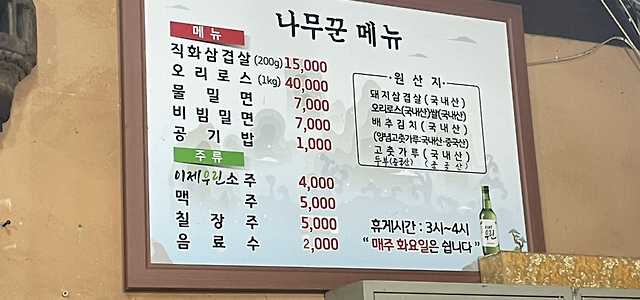 나무꾼 메뉴
메뉴
직화삼겹살 (200g) 15,000
오리로스 (1kg) 40,000
물밀면 7,000
비빔밀면 7,000
공기밥 1,000
주류
이제우린소주 4,000
맥주 5,000
칠장주 5,000
음료수 2,000
원산지
돼지삼겹살(국내산)
오리로스(국내산)쌀(국내산)
배추김치(국내산)
(양념고춧가루:국내산·중국산)
고춧가루(국내산)
두부(중국산) (중국산)
휴게시간 : 3시~4시
“ 매주 화요일은 쉽니다 ”